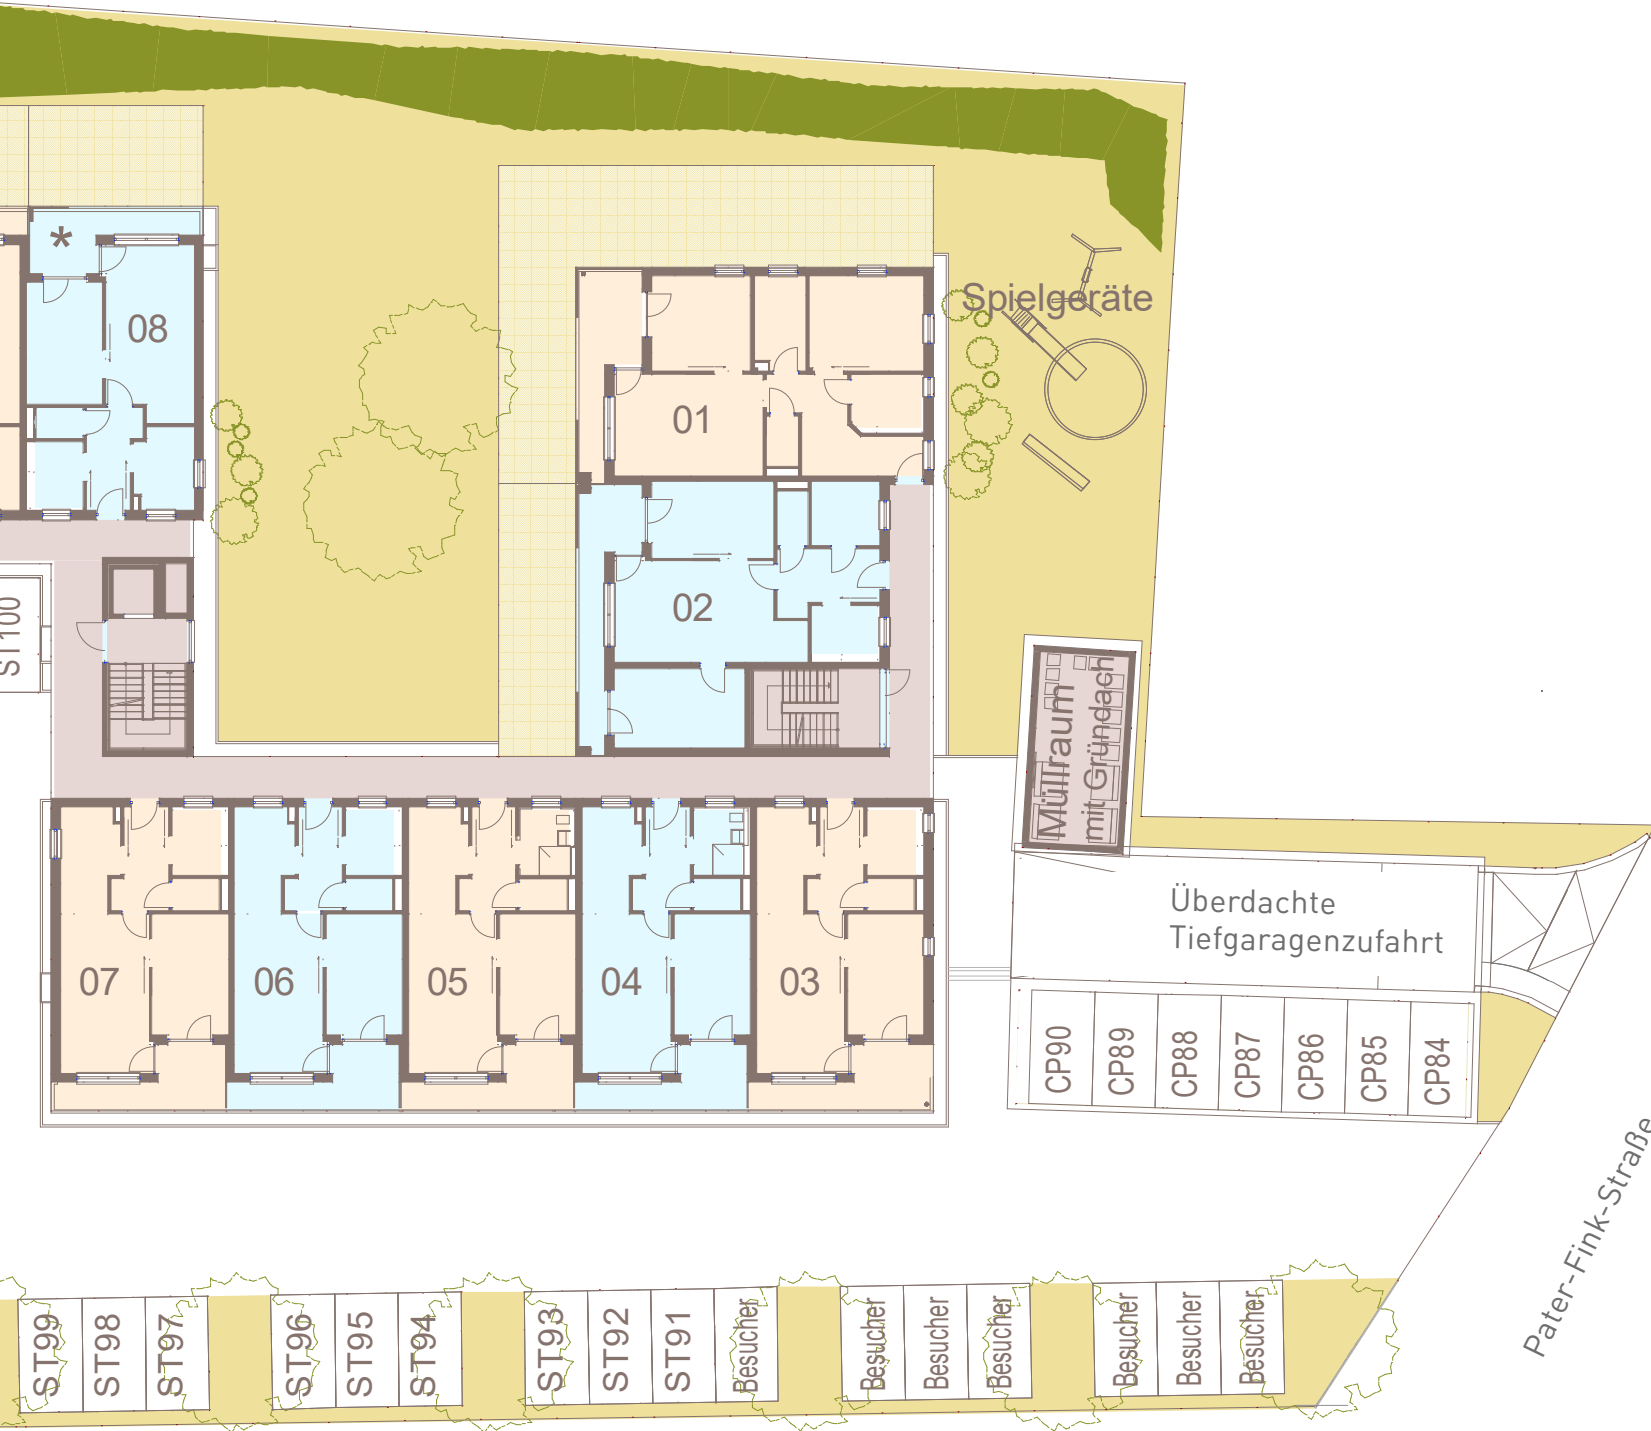 *
08
Spielgeräte
01
02
ST100
Müllraum
mit Gründach
Überdachte
Tiefgaragenzufahrt
07
06
05
04
03
CP90
CP89
CP88
CP87
CP86
CP85
CP84
Pater-Fink-Straße
ST99
ST98
ST97
ST96
ST95
ST94
ST93
ST92
ST91
Besucher
Besucher
Besucher
Besucher
Besucher
Besucher
Besucher